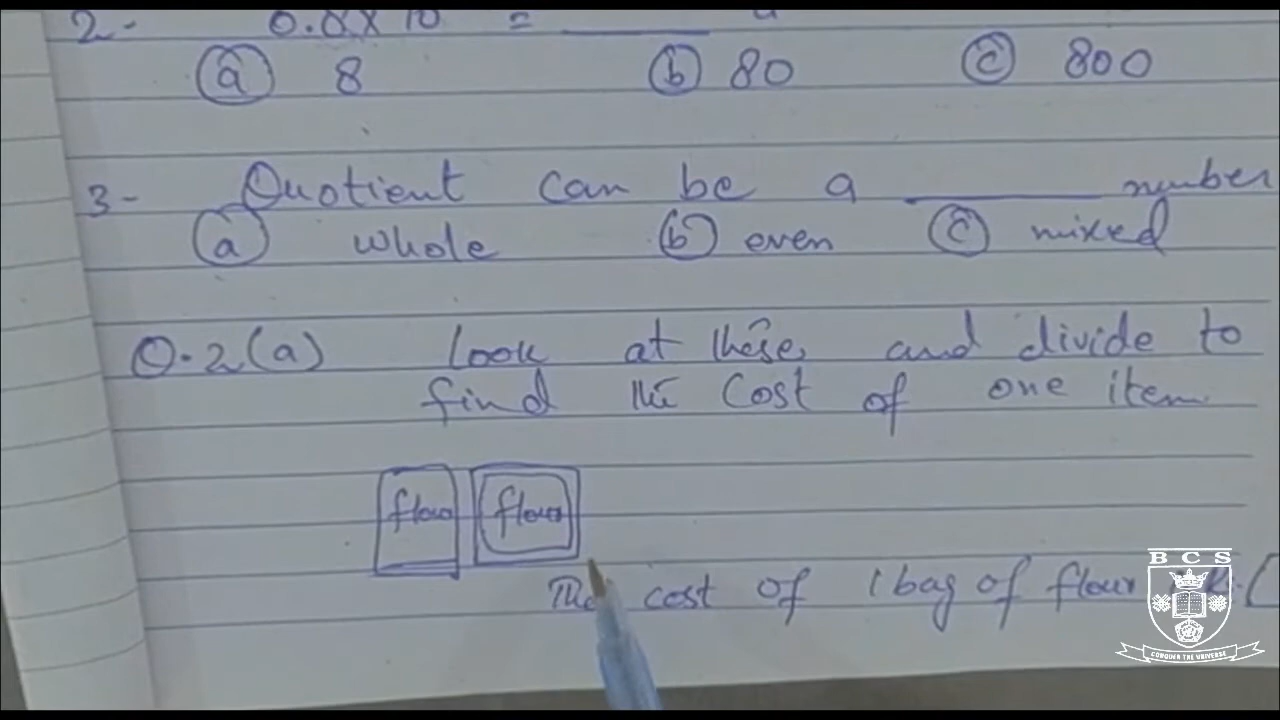 2- 0.8 x 10 =
(a) 8 (b) 80 (c) 800
3- Quotient can be a ______ number
(a) whole (b) even (c) mixed
Q.2(a) Look at these and divide to
find the cost of one item.
flour flour
The cost of 1 bag of flour
BCS
CONQUER THE UNIVERSE